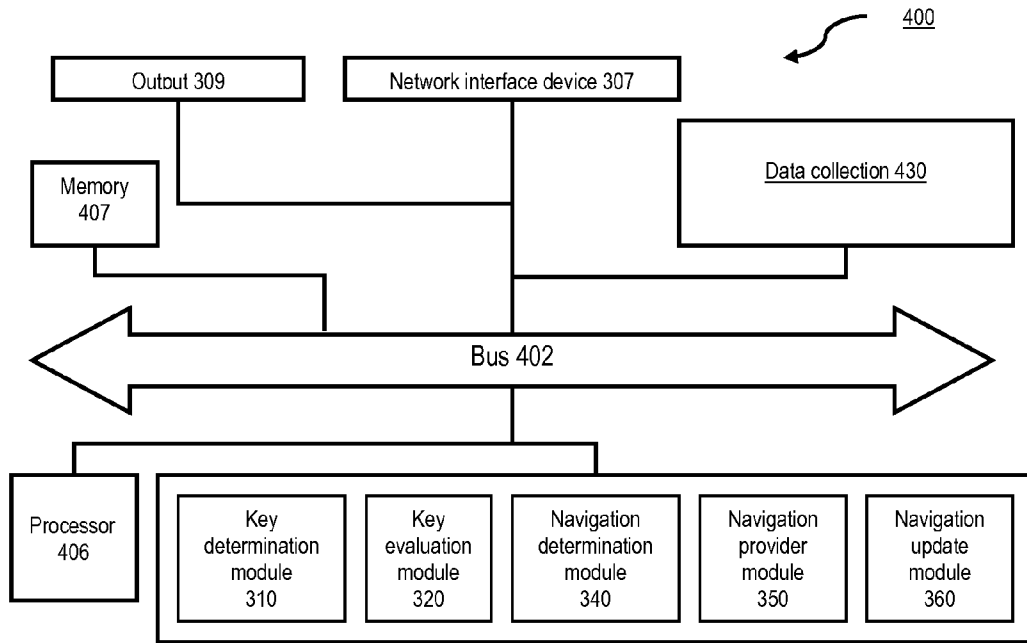 400
Output 309
Network interface device 307
Memory
407
Data collection 430
Bus 402
Processor
406
Key
determination
module
310
Key
evaluation
module
320
Navigation
determination
module
340
Navigation
provider
module
350
Navigation
update
module
360